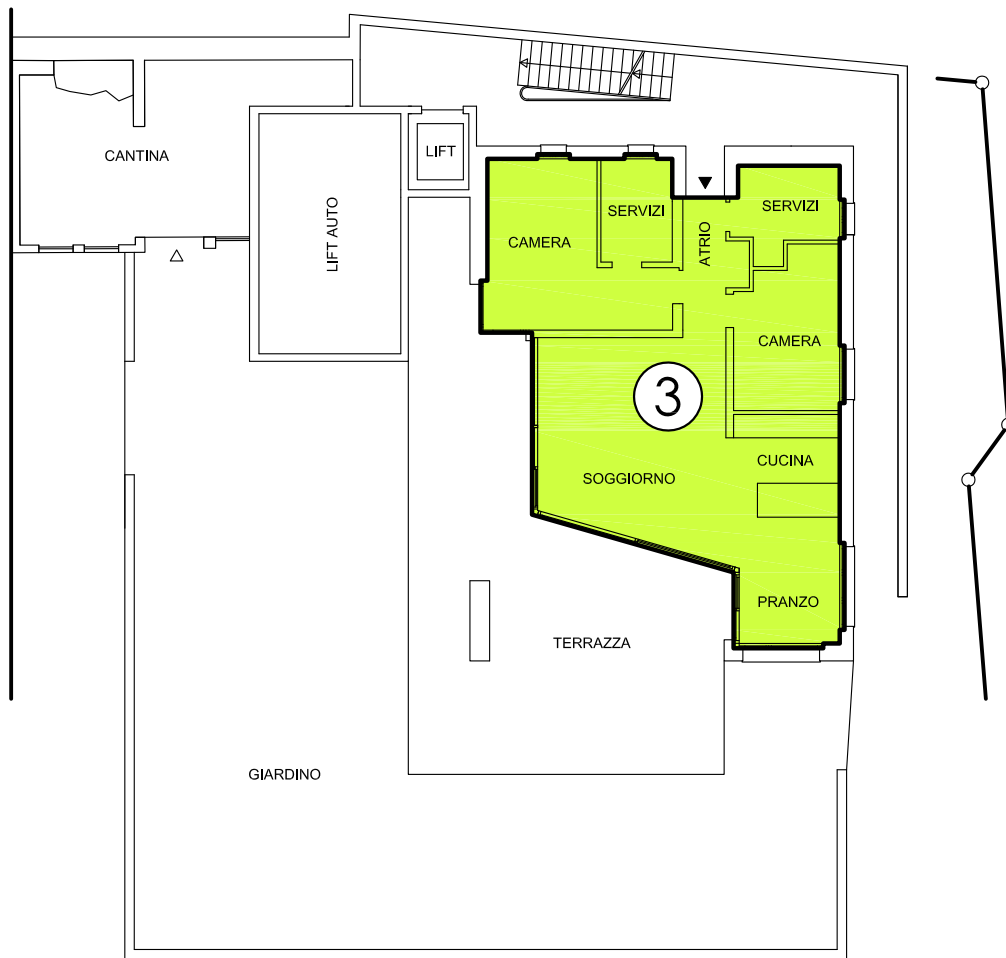 CANTINA
LIFT
LIFT AUTO
CAMERA
SERVIZI
ATRIO
SERVIZI
CAMERA
3
SOGGIORNO
CUCINA
PRANZO
TERRAZZA
GIARDINO